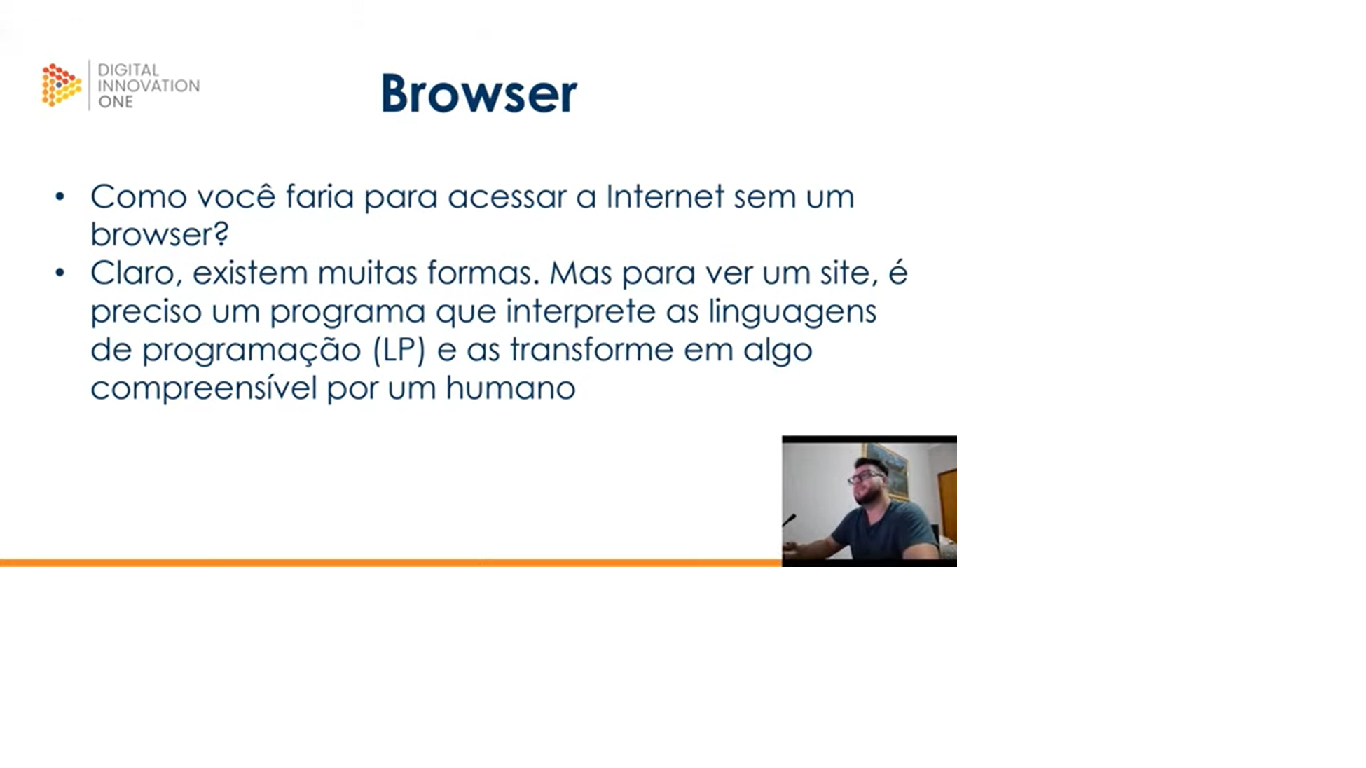 DIGITAL
INNOVATION
ONE
Browser
• Como você faria para acessar a Internet sem um
browser?
• Claro, existem muitas formas. Mas para ver um site, é
preciso um programa que interprete as linguagens
de programação (LP) e as transforme em algo
compreensível por um humano